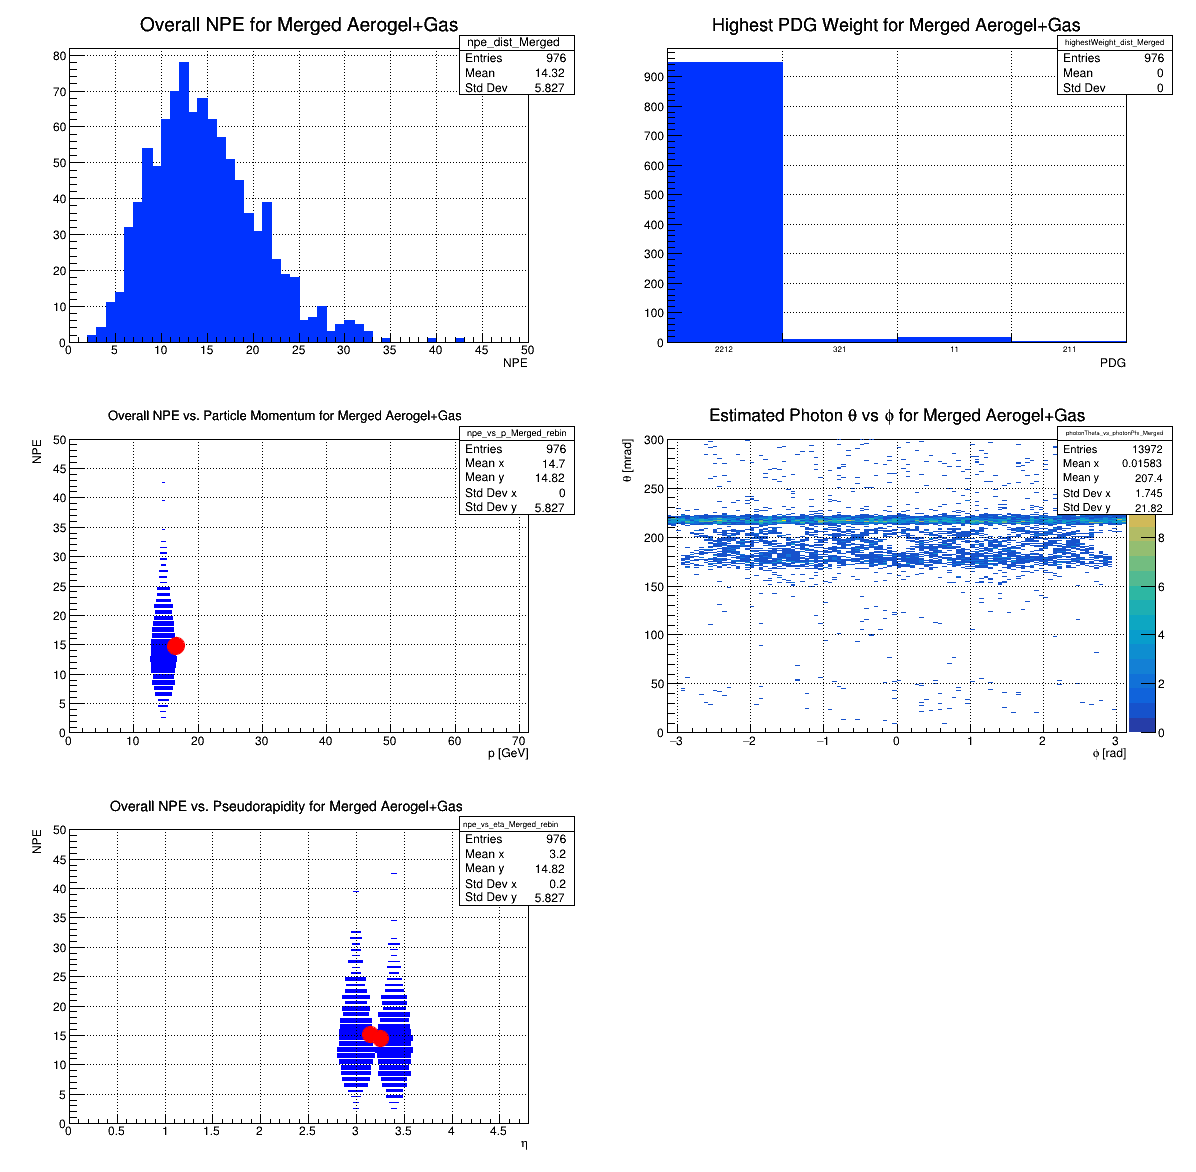 Overall NPE for Merged Aerogel+Gas
npe_dist_Merged
Entries 976
Mean 14.32
Std Dev 5.827
80
70
60
50
40
30
20
10
0
0 5 10 15 20 25 30 35 40 45 50
NPE
Highest PDG Weight for Merged Aerogel+Gas
highestWeight_dist_Merged
Entries 976
Mean 0
Std Dev 0
900
800
700
600
500
400
300
200
100
0
2212 321 11 211
PDG
Overall NPE vs. Particle Momentum for Merged Aerogel+Gas
NPE
npe_vs_p_Merged_rebin
Entries 976
Mean x 14.7
Mean y 14.82
Std Dev x 0
Std Dev y 5.827
50
45
40
35
30
25
20
15
10
5
0
0 10 20 30 40 50 60 70
p [GeV]
Estimated Photon θ vs ϕ for Merged Aerogel+Gas
θ [mrad]
photonTheta_vs_photonPhi_Merged
Entries 13972
Mean x 0.01583
Mean y 207.4
Std Dev x 1.745
Std Dev y 21.82
300
250
200
150
100
50
0
−3 −2 −1 0 1 2 3
ϕ [rad]
8
6
4
2
0
Overall NPE vs. Pseudorapidity for Merged Aerogel+Gas
NPE
npe_vs_eta_Merged_rebin
Entries 976
Mean x 3.2
Mean y 14.82
Std Dev x 0.2
Std Dev y 5.827
50
45
40
35
30
25
20
15
10
5
0
0 0.5 1 1.5 2 2.5 3 3.5 4 4.5
η